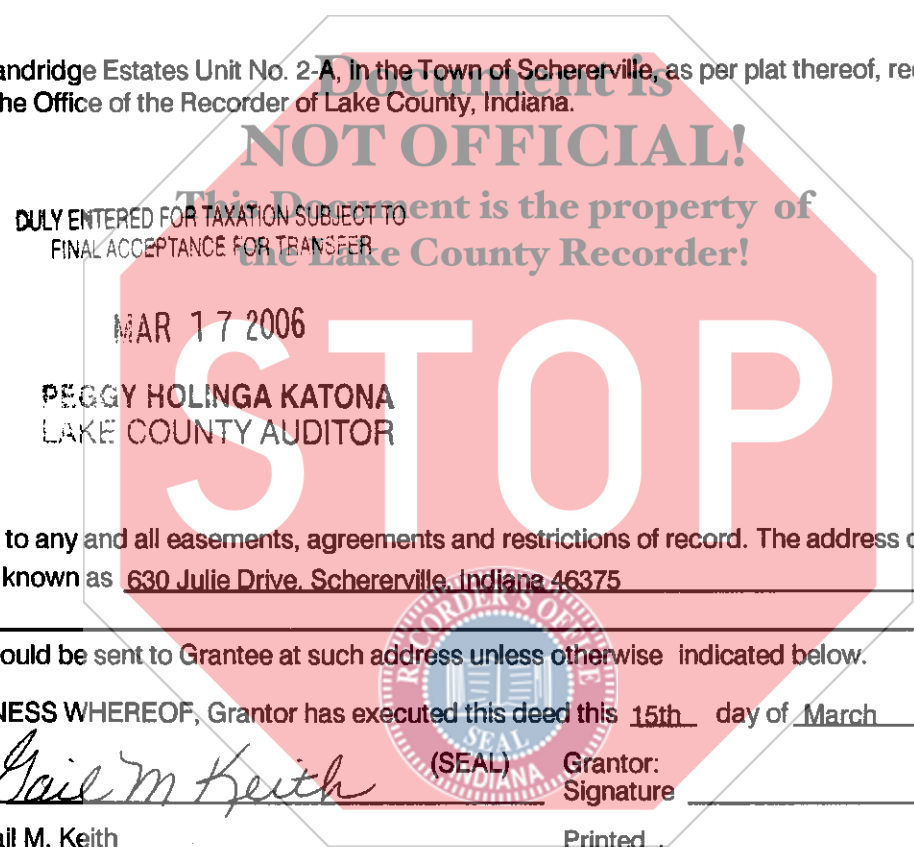 andridge Estates Unit No. 2-A, in the Town of Schererville, as per plat thereof, re
he Office of the Recorder of Lake County, Indiana.
Document is
NOT OFFICIAL!
This Document is the property of
the Lake County Recorder!
DULY ENTERED FOR TAXATION SUBJECT TO
FINAL ACCEPTANCE FOR TRANSFER
MAR 17 2006
PEGGY HOLINGA KATONA
LAKE COUNTY AUDITOR
STOP
to any and all easements, agreements and restrictions of record. The address o
known as 630 Julie Drive, Schererville, Indiana 46375
ould be sent to Grantee at such address unless otherwise indicated below.
NESS WHEREOF, Grantor has executed this deed this 15th day of March
RECORDER'S OFFICE
SEAL
INDIANA
Gail M Keith (SEAL) Grantor:
Signature
il M. Keith Printed